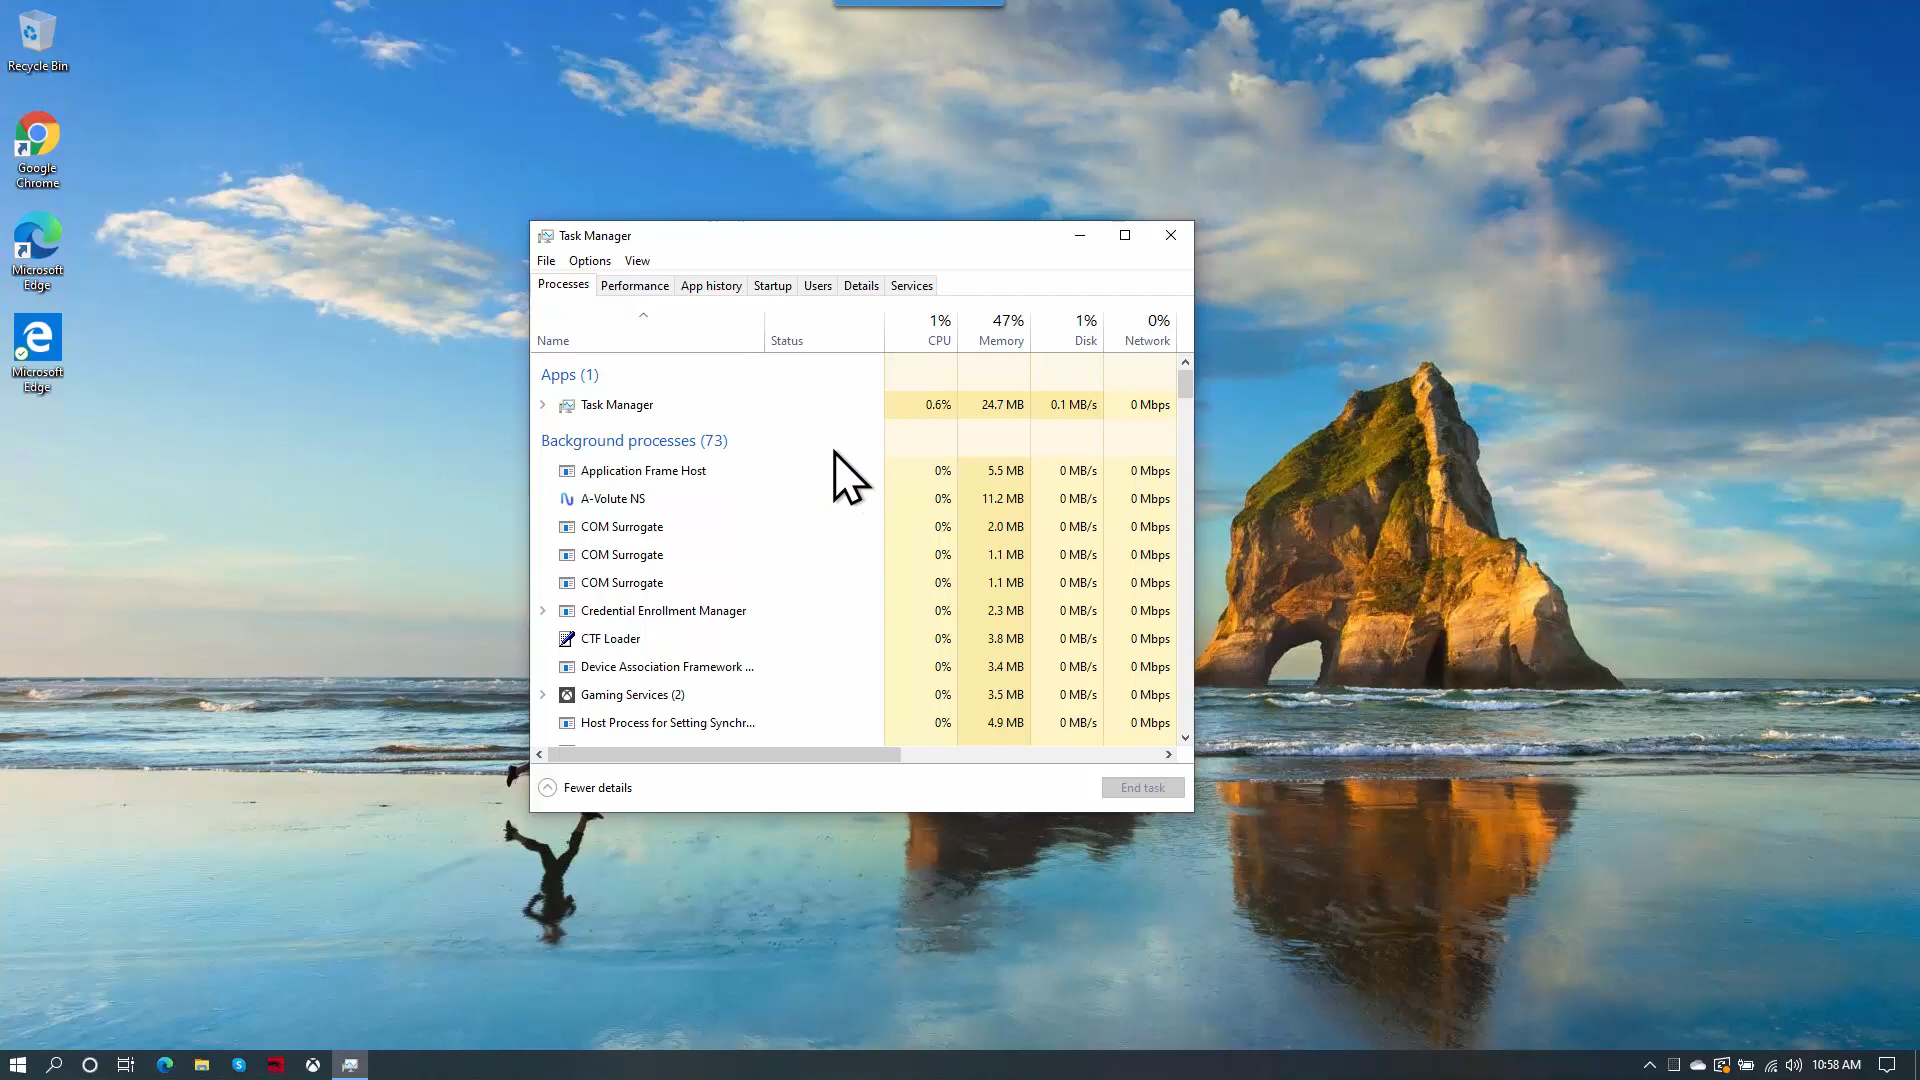 Recycle Bin
Google
Chrome
Microsoft
Edge
Microsoft
Edge
Task Manager
File Options View
Processes Performance App history Startup Users Details Services
1% 47% 1% 0%
Name Status CPU Memory Disk Network
Apps (1)
Task Manager 0.6% 24.7 MB 0.1 MB/s 0 Mbps
Background processes (73)
Application Frame Host 0% 5.5 MB 0 MB/s 0 Mbps
A-Volute NS 0% 11.2 MB 0 MB/s 0 Mbps
COM Surrogate 0% 2.0 MB 0 MB/s 0 Mbps
COM Surrogate 0% 1.1 MB 0 MB/s 0 Mbps
COM Surrogate 0% 1.1 MB 0 MB/s 0 Mbps
Credential Enrollment Manager 0% 2.3 MB 0 MB/s 0 Mbps
CTF Loader 0% 3.8 MB 0 MB/s 0 Mbps
Device Association Framework ... 0% 3.4 MB 0 MB/s 0 Mbps
Gaming Services (2) 0% 3.5 MB 0 MB/s 0 Mbps
Host Process for Setting Synchr... 0% 4.9 MB 0 MB/s 0 Mbps
Fewer details End task
10:58 AM